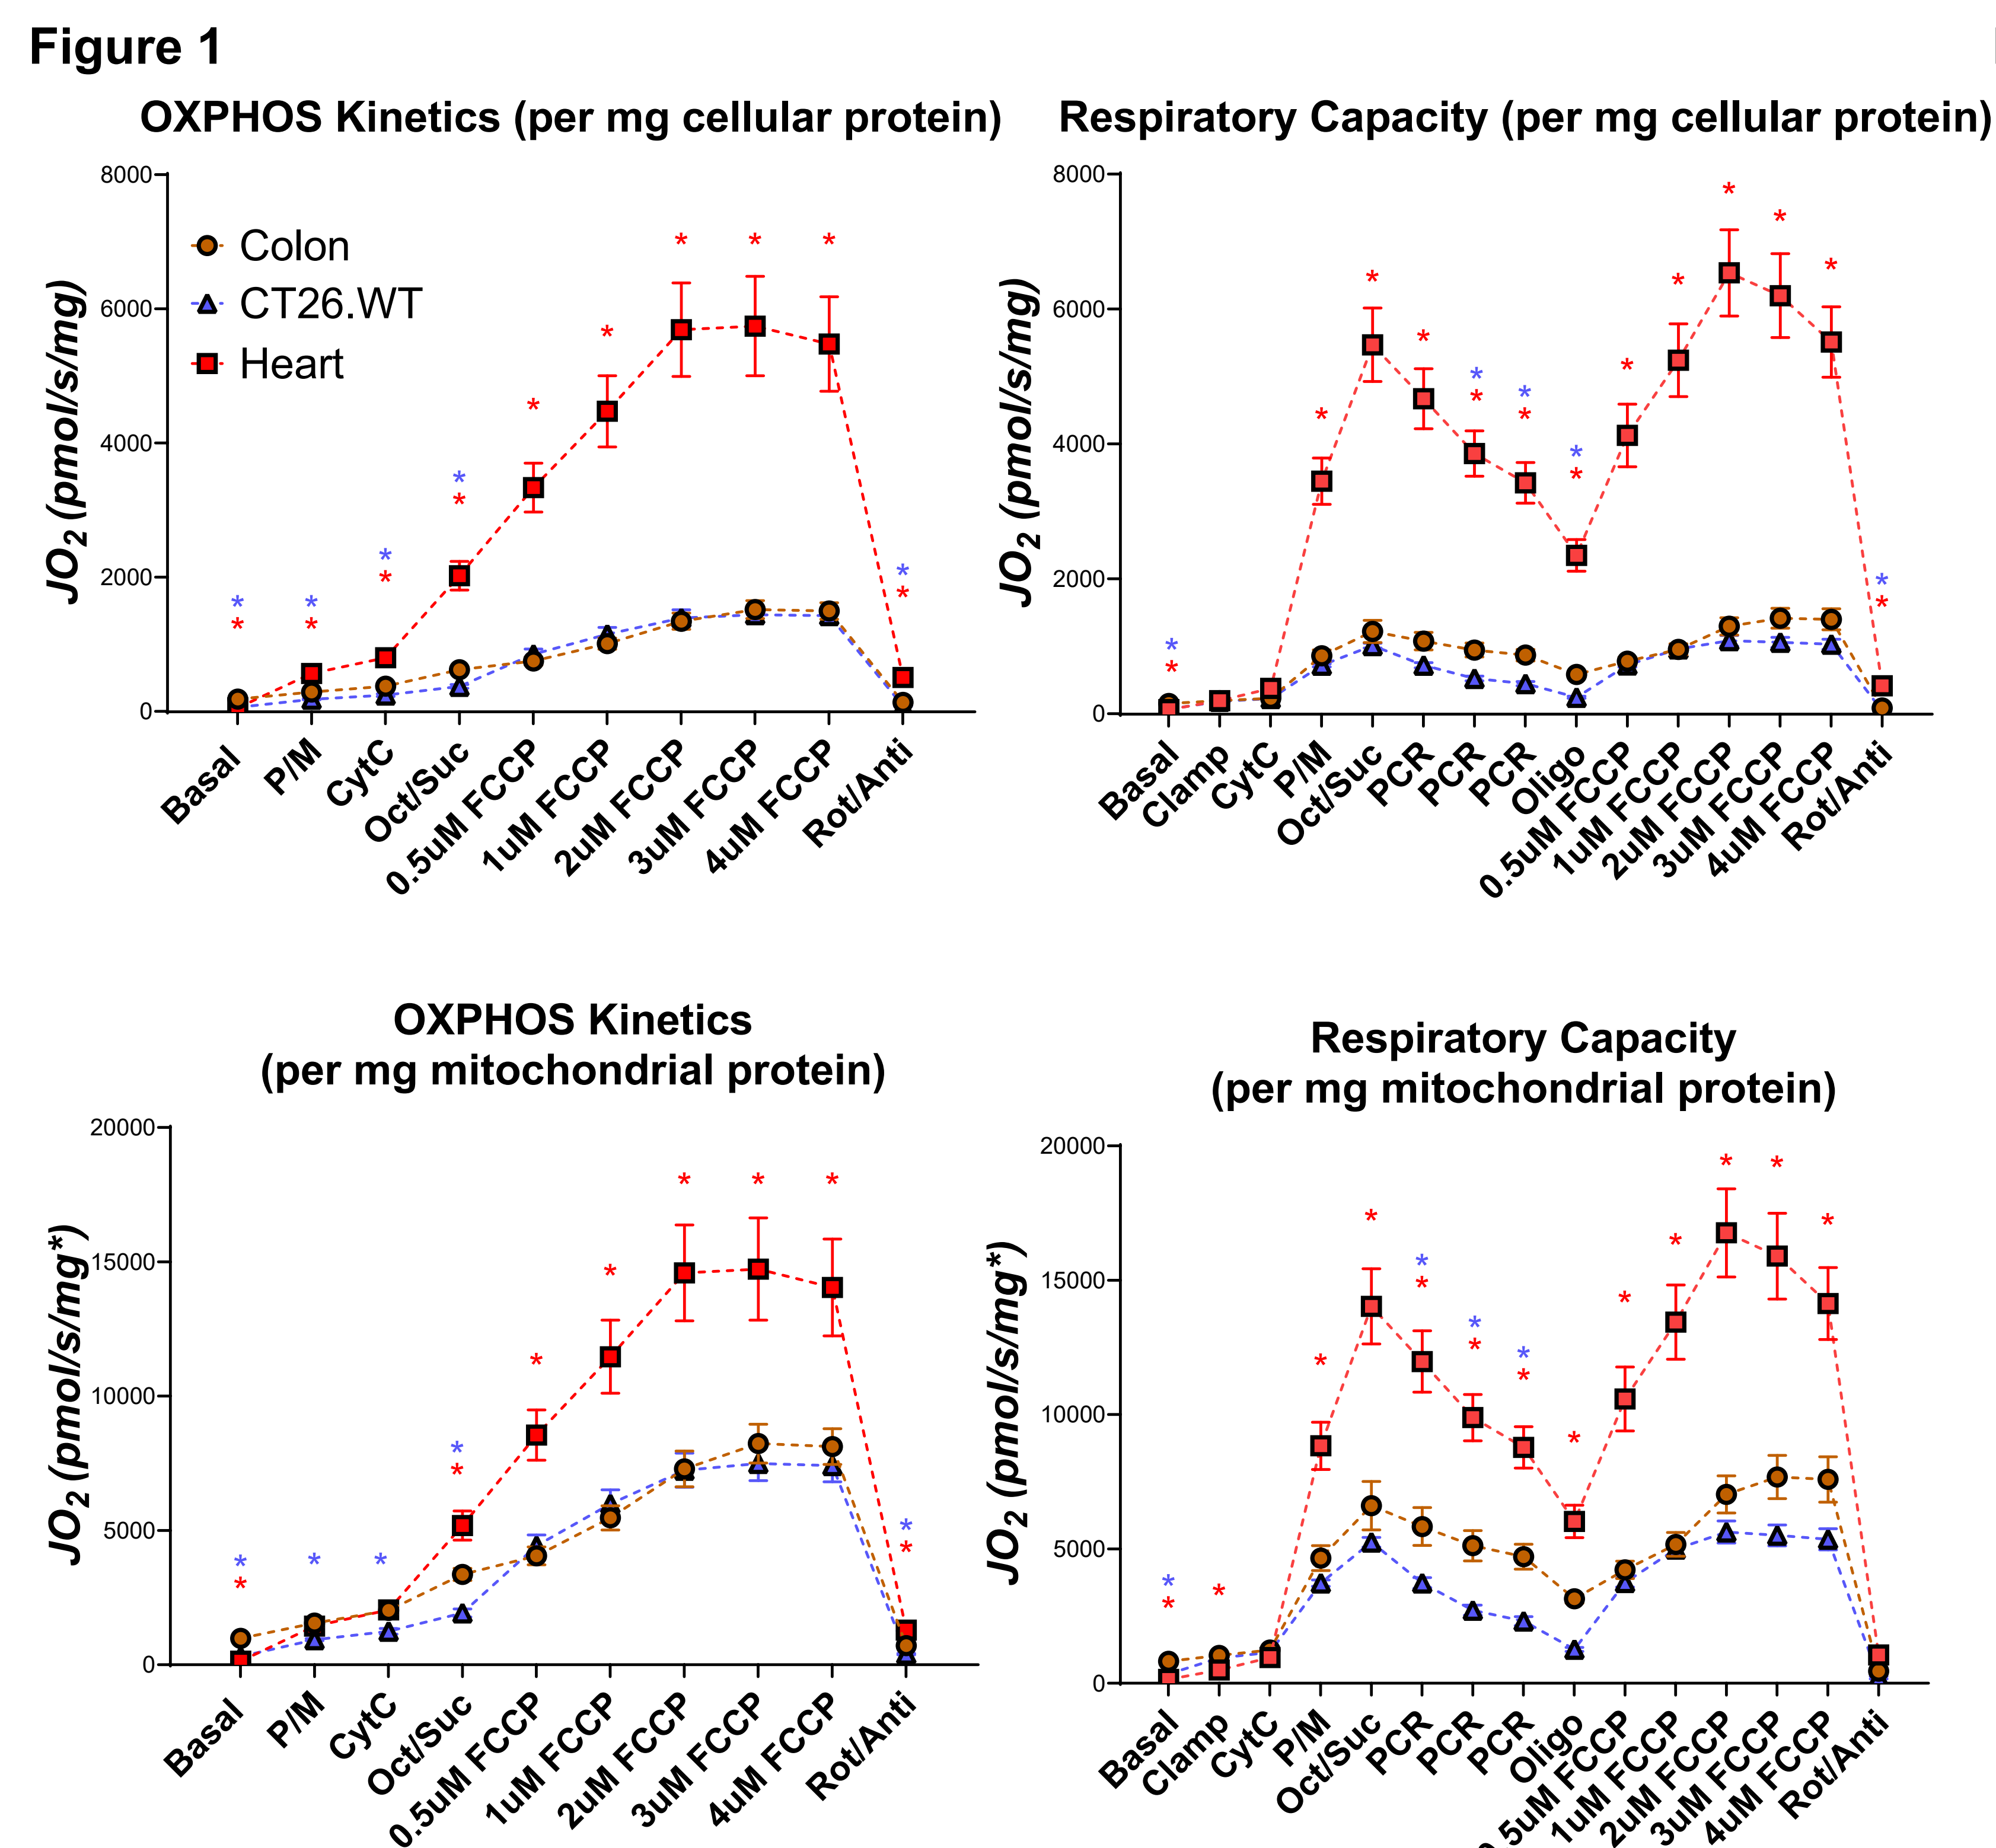 Figure 1
OXPHOS Kinetics (per mg cellular protein)
8000
6000
4000
2000
0
JO2 (pmol/s/mg)
Colon
CT26.WT
Heart
* * * * * * * * * * * * * * *
Basal
P/M
CytC
Oct/Suc
0.5uM FCCP
1uM FCCP
2uM FCCP
3uM FCCP
4uM FCCP
Rot/Anti
Respiratory Capacity (per mg cellular protein)
8000
6000
4000
2000
0
JO2 (pmol/s/mg)
* * * * * * * * * * * * * * * * * *
Basal
Clamp
CytC
P/M
Oct/Suc
PCR
PCR
PCR
Oligo
0.5uM FCCP
1uM FCCP
2uM FCCP
3uM FCCP
4uM FCCP
Rot/Anti
OXPHOS Kinetics
(per mg mitochondrial protein)
20000
15000
10000
5000
0
JO2 (pmol/s/mg*)
* * * * * * * * * * * * *
Basal
P/M
CytC
Oct/Suc
0.5uM FCCP
1uM FCCP
2uM FCCP
3uM FCCP
4uM FCCP
Rot/Anti
Respiratory Capacity
(per mg mitochondrial protein)
20000
15000
10000
5000
0
JO2 (pmol/s/mg*)
* * * * * * * * * * * * * * * * *
Basal
Clamp
CytC
P/M
Oct/Suc
PCR
PCR
PCR
Oligo
5uM FCCP
1uM FCCP
2uM FCCP
3uM FCCP
4uM FCCP
Rot/Anti